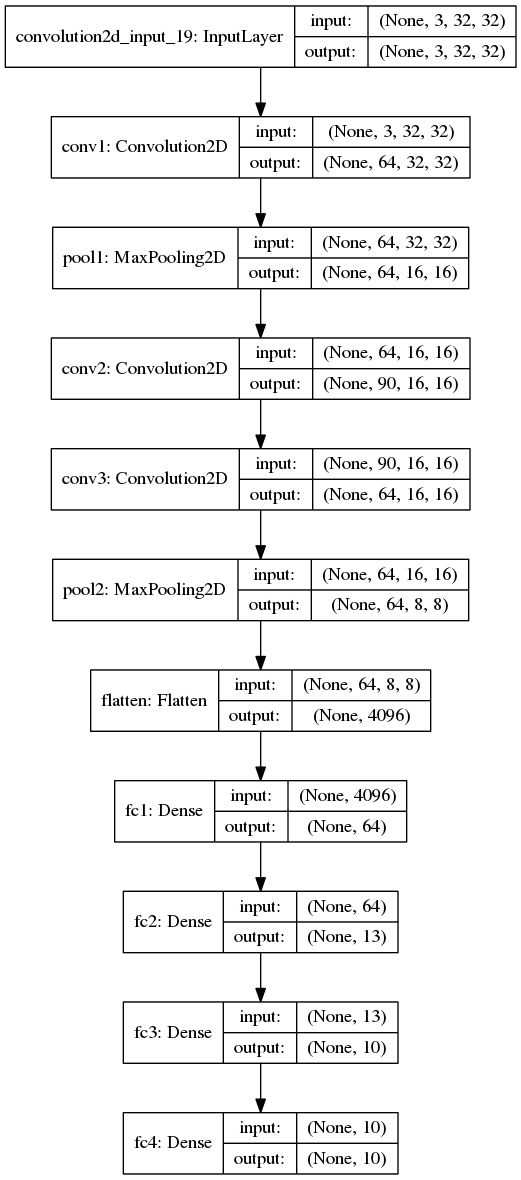 convolution2d_input_19: InputLayer
input: (None, 3, 32, 32)
output: (None, 3, 32, 32)
conv1: Convolution2D
input: (None, 3, 32, 32)
output: (None, 64, 32, 32)
pool1: MaxPooling2D
input: (None, 64, 32, 32)
output: (None, 64, 16, 16)
conv2: Convolution2D
input: (None, 64, 16, 16)
output: (None, 90, 16, 16)
conv3: Convolution2D
input: (None, 90, 16, 16)
output: (None, 64, 16, 16)
pool2: MaxPooling2D
input: (None, 64, 16, 16)
output: (None, 64, 8, 8)
flatten: Flatten
input: (None, 64, 8, 8)
output: (None, 4096)
fc1: Dense
input: (None, 4096)
output: (None, 64)
fc2: Dense
input: (None, 64)
output: (None, 13)
fc3: Dense
input: (None, 13)
output: (None, 10)
fc4: Dense
input: (None, 10)
output: (None, 10)